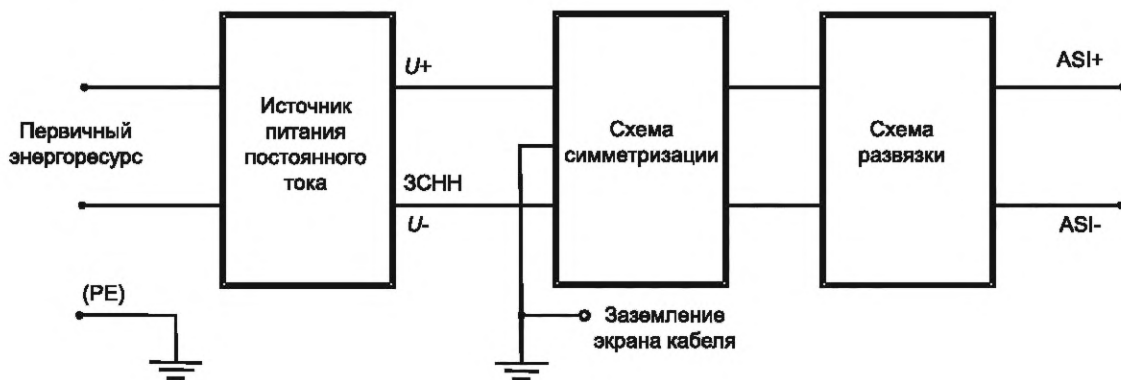 Первичный
энергоресурс
(PE)
Источник
питания
постоянного
тока
U+
ЗСНН
U-
Схема
симметризации
Заземление
экрана кабеля
Схема
развязки
ASI+
ASI-